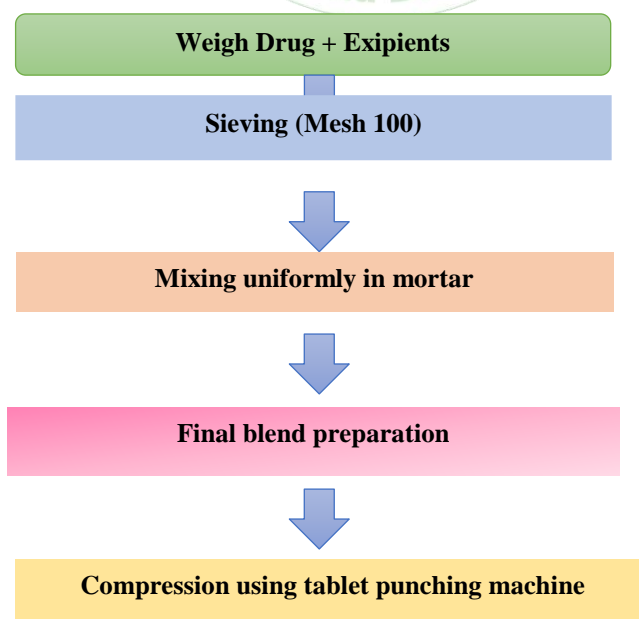 Weigh Drug + Exipients
Sieving (Mesh 100)
Mixing uniformly in mortar
Final blend preparation
Compression using tablet punching machine